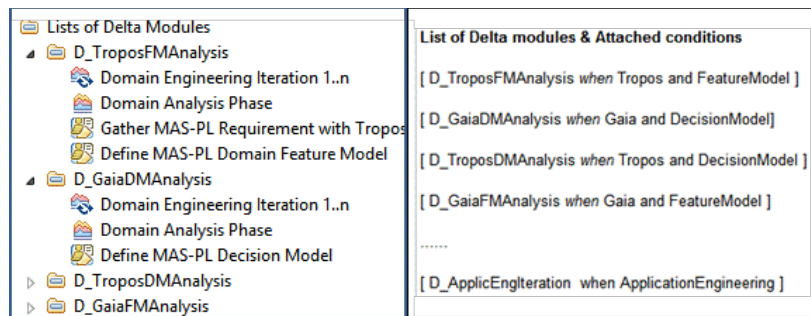 Lists of Delta Modules
D_TroposFMAnalysis
Domain Engineering Iteration 1..n
Domain Analysis Phase
Gather MAS-PL Requirement with Tropos
Define MAS-PL Domain Feature Model
D_GaiaDMAnalysis
Domain Engineering Iteration 1..n
Domain Analysis Phase
Define MAS-PL Decision Model
D_TroposDMAnalysis
D_GaiaFMAnalysis
List of Delta modules & Attached conditions
[ D_TroposFMAnalysis when Tropos and FeatureModel ]
[ D_GaiaDMAnalysis when Gaia and DecisionModel]
[ D_TroposDMAnalysis when Tropos and DecisionModel ]
[ D_GaiaFMAnalysis when Gaia and FeatureModel ]
......
[ D_ApplicEngIteration when ApplicationEngineering ]